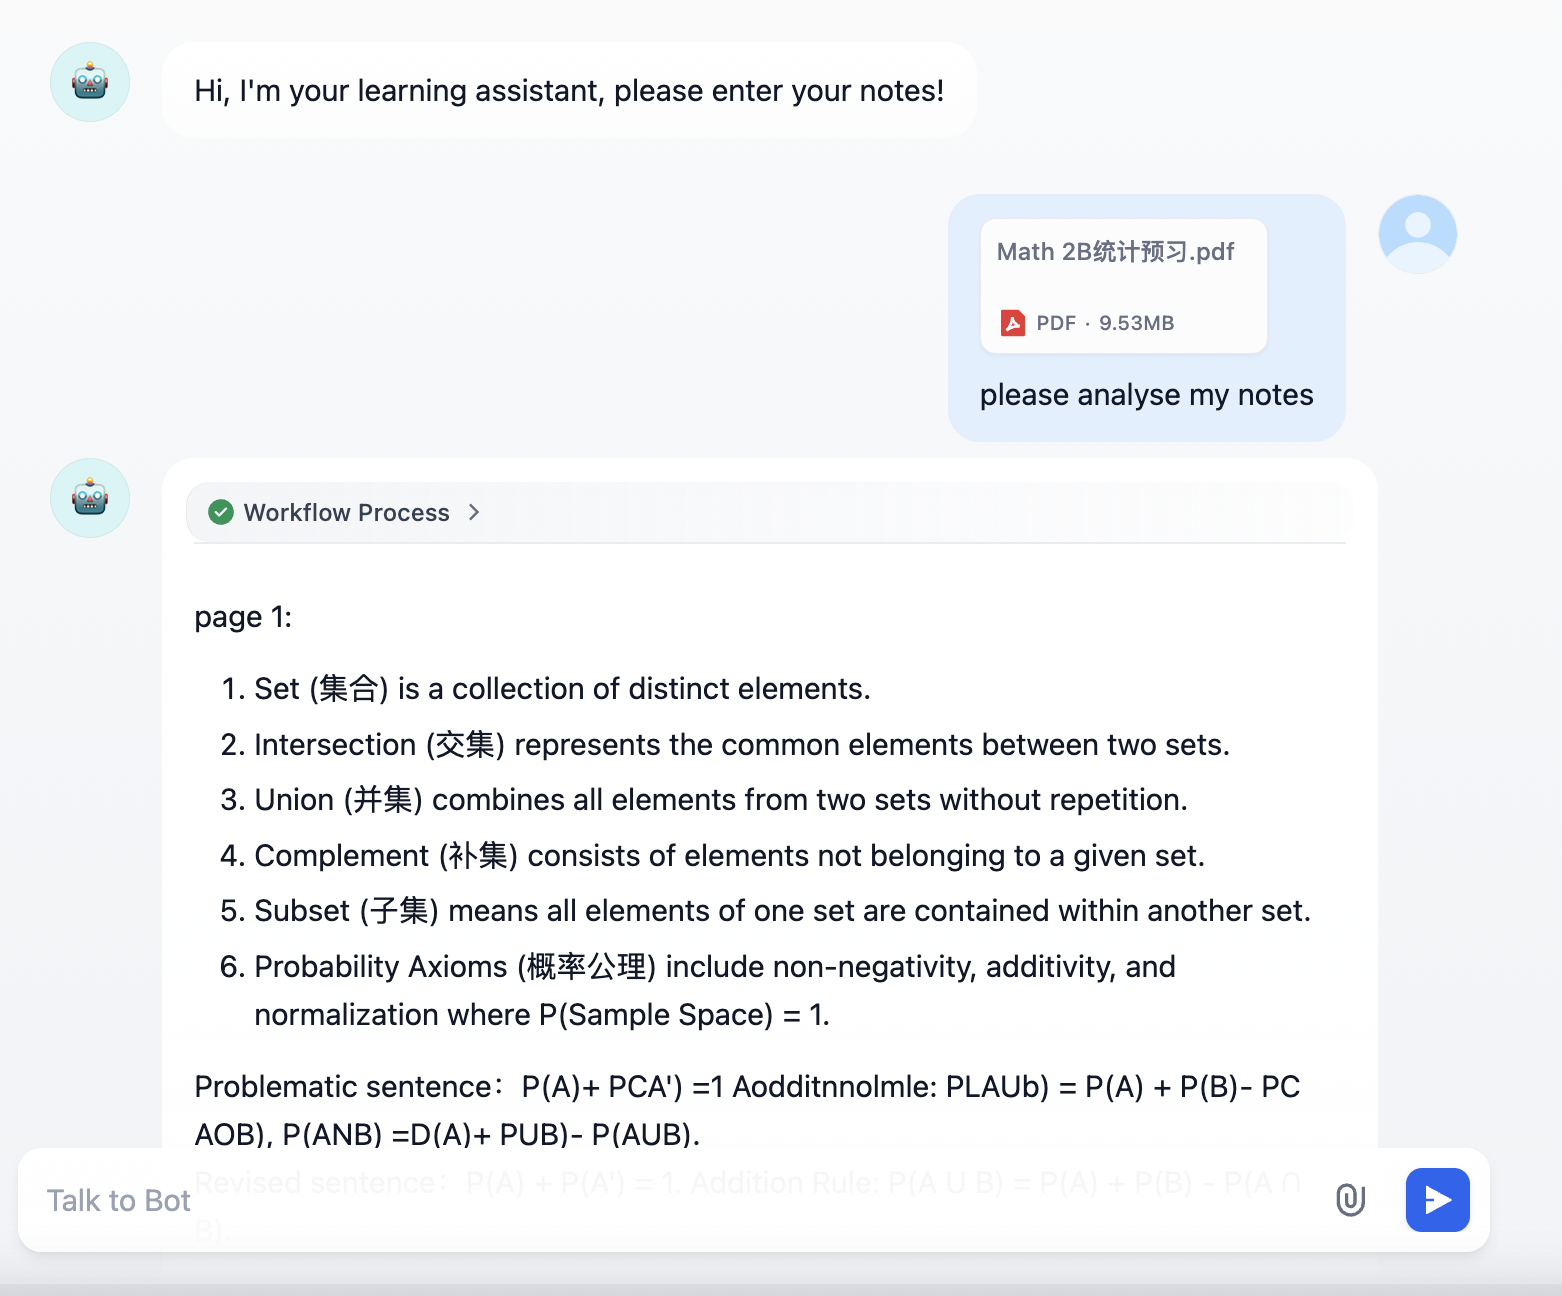 Hi, I'm your learning assistant, please enter your notes!
Math 2B统计预习.pdf
PDF · 9.53MB
please analyse my notes
Workflow Process
page 1:
1. Set (集合) is a collection of distinct elements.
2. Intersection (交集) represents the common elements between two sets.
3. Union (并集) combines all elements from two sets without repetition.
4. Complement (补集) consists of elements not belonging to a given set.
5. Subset (子集) means all elements of one set are contained within another set.
6. Probability Axioms (概率公理) include non-negativity, additivity, and
normalization where P(Sample Space) = 1.
Problematic sentence：P(A)+ PCA') =1 Aodditnnolmle: PLAUb) = P(A) + P(B)- PC
AOB), P(ANB) =D(A)+ PUB)- P(AUB).
Revised sentence：P(A) + P(A') = 1. Addition Rule: P(A ∪ B) = P(A) + P(B) - P(A ∩
B).
Talk to Bot